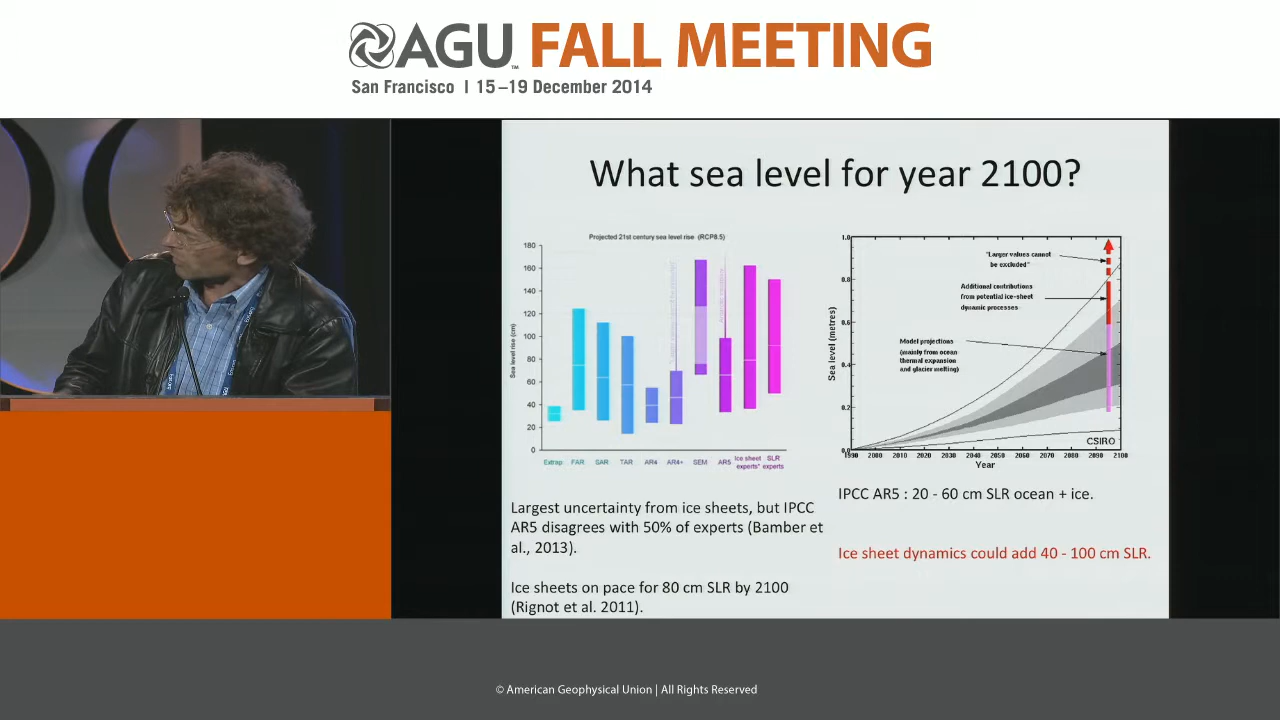 AGU™ FALL MEETING
San Francisco | 15–19 December 2014
What sea level for year 2100?
Projected 21st century sea level rise (RCP8.5)
180
160
140
120
100
80
60
40
20
0
Sea level rise (cm)
Extrap
FAR
SAR
TAR
AR4
AR4+
SEM
AR5
Ice sheet
experts*
SLR
experts
1.0
0.8
0.6
0.4
0.2
0.0
Sea level (metres)
"Larger values cannot
be excluded"
Additional contributions
from potential ice-sheet
dynamic processes
Model projections
(mainly from ocean
thermal expansion
and glacier melting)
CSIRO
1990 2000 2010 2020 2030 2040 2050 2060 2070 2080 2090 2100
Year
Largest uncertainty from ice sheets, but IPCC
AR5 disagrees with 50% of experts (Bamber et
al., 2013).
Ice sheets on pace for 80 cm SLR by 2100
(Rignot et al. 2011).
IPCC AR5 : 20 - 60 cm SLR ocean + ice.
Ice sheet dynamics could add 40 - 100 cm SLR.
© American Geophysical Union | All Rights Reserved